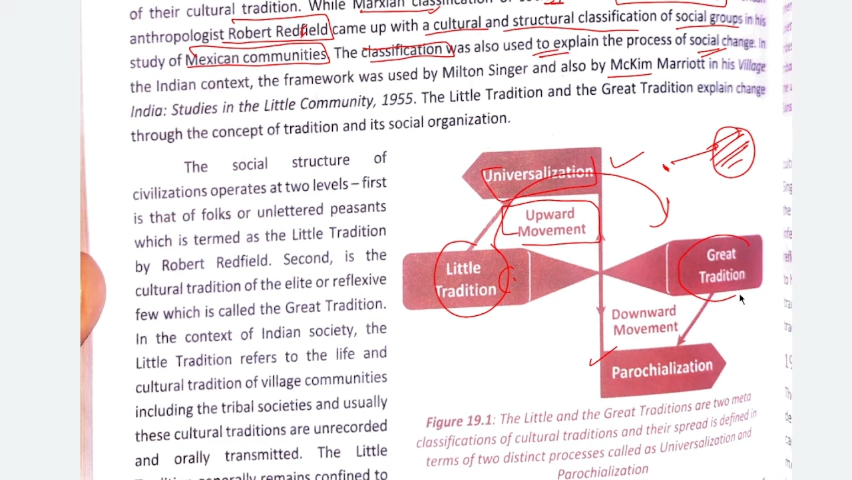 of their cultural tradition. While Marxian
anthropologist Robert Redfield came up with a cultural and structural classification of social groups in his
study of Mexican communities. The classification was also used to explain the process of social change. In
the Indian context, the framework was used by Milton Singer and also by McKim Marriott in his Village
India: Studies in the Little Community, 1955. The Little Tradition and the Great Tradition explain change
through the concept of tradition and its social organization.
The social structure of
civilizations operates at two levels – first
is that of folks or unlettered peasants
which is termed as the Little Tradition
by Robert Redfield. Second, is the
cultural tradition of the elite or reflexive
few which is called the Great Tradition.
In the context of Indian society, the
Little Tradition refers to the life and
cultural tradition of village communities
including the tribal societies and usually
these cultural traditions are unrecorded
and orally transmitted. The Little
Tradition generally remains confined to
Universalization
Upward
Movement
Little
Tradition
Great
Tradition
Downward
Movement
Parochialization
Figure 19.1: The Little and the Great Traditions are two meta
classifications of cultural traditions and their spread is defined in
terms of two distinct processes called as Universalization and
Parochialization